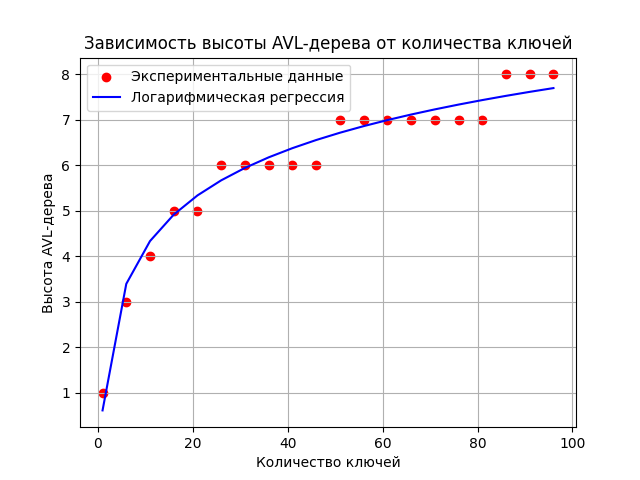 Зависимость высоты AVL-дерева от количества ключей
Экспериментальные данные
Логарифмическая регрессия
Высота AVL-дерева
8
7
6
5
4
3
2
1
0 20 40 60 80 100
Количество ключей